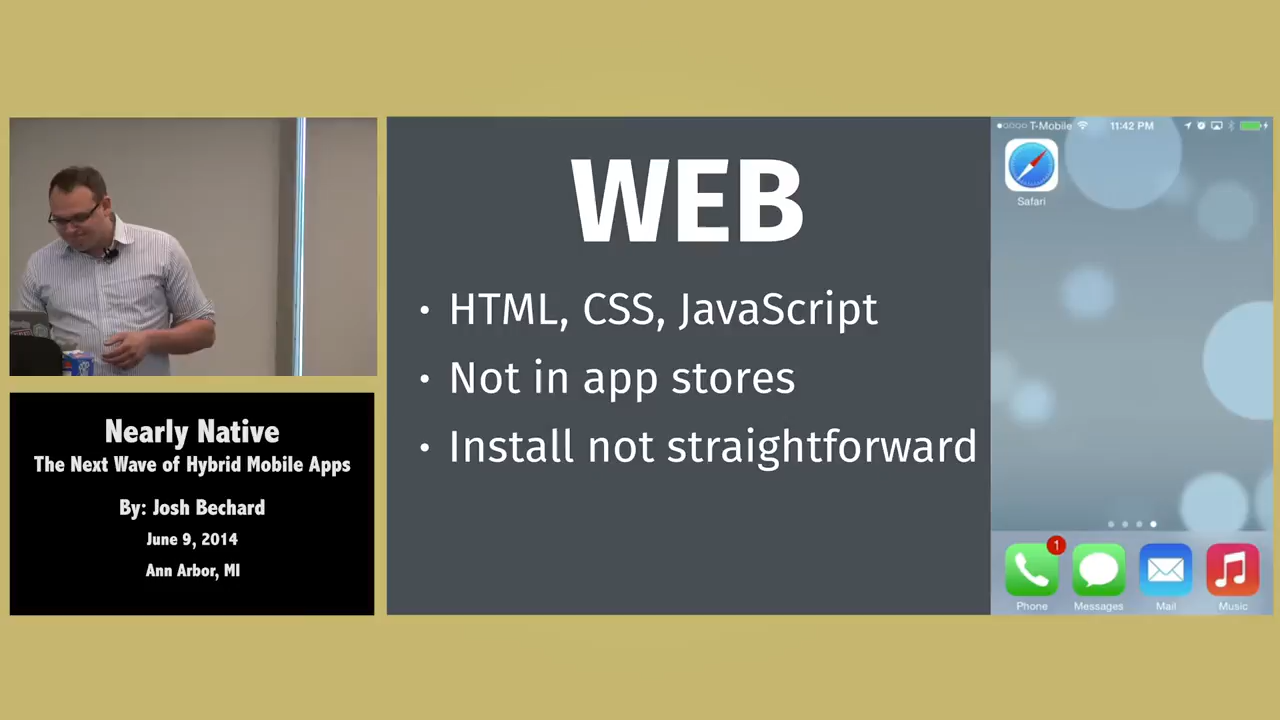 Nearly Native
The Next Wave of Hybrid Mobile Apps
By: Josh Bechard
June 9, 2014
Ann Arbor, MI
WEB
• HTML, CSS, JavaScript
• Not in app stores
• Install not straightforward
T-Mobile 11:42 PM
Safari
1
Phone Messages Mail Music